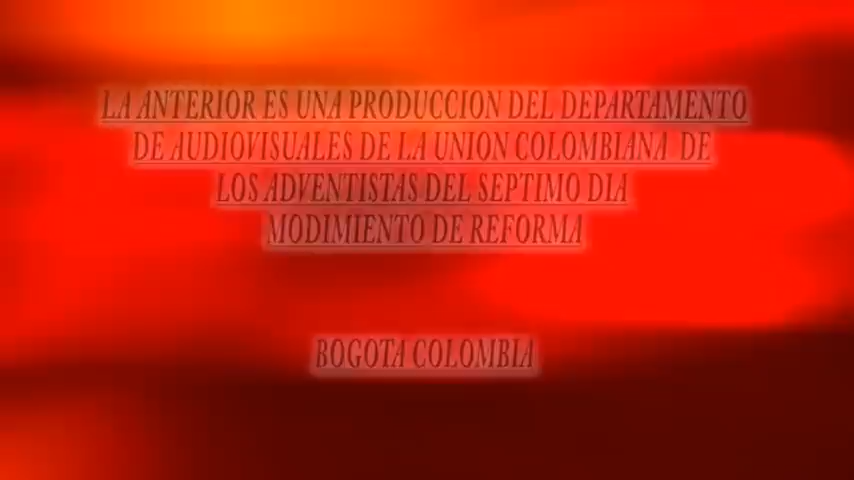 LA ANTERIOR ES UNA PRODUCCION DEL DEPARTAMENTO
DE AUDIOVISUALES DE LA UNION COLOMBIANA DE
LOS ADVENTISTAS DEL SEPTIMO DIA
MODIMIENTO DE REFORMA
BOGOTA COLOMBIA